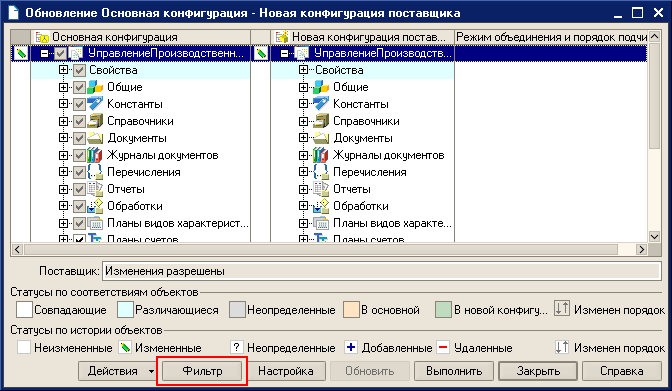 Обновление Основная конфигурация - Новая конфигурация поставщика
Основная конфигурация Новая конфигурация постав... Режим объединения и порядок подчи
УправлениеПроизводственн... УправлениеПроизводств...
Свойства Свойства
Общие Общие
Константы Константы
Справочники Справочники
Документы Документы
Журналы документов Журналы документов
Перечисления Перечисления
Отчеты Отчеты
Обработки Обработки
Планы видов характерист... Планы видов характе...
Планы счетов Планы счетов
Поставщик: Изменения разрешены
Статусы по соответствиям объектов
Совпадающие Различающиеся Неопределенные В основной В новой конфигу... Изменен порядок
Статусы по истории объектов
Неизмененные Измененные ? Неопределенные Добавленные Удаленные Изменен порядок
Действия Фильтр Настройка Обновить Выполнить Закрыть Справка